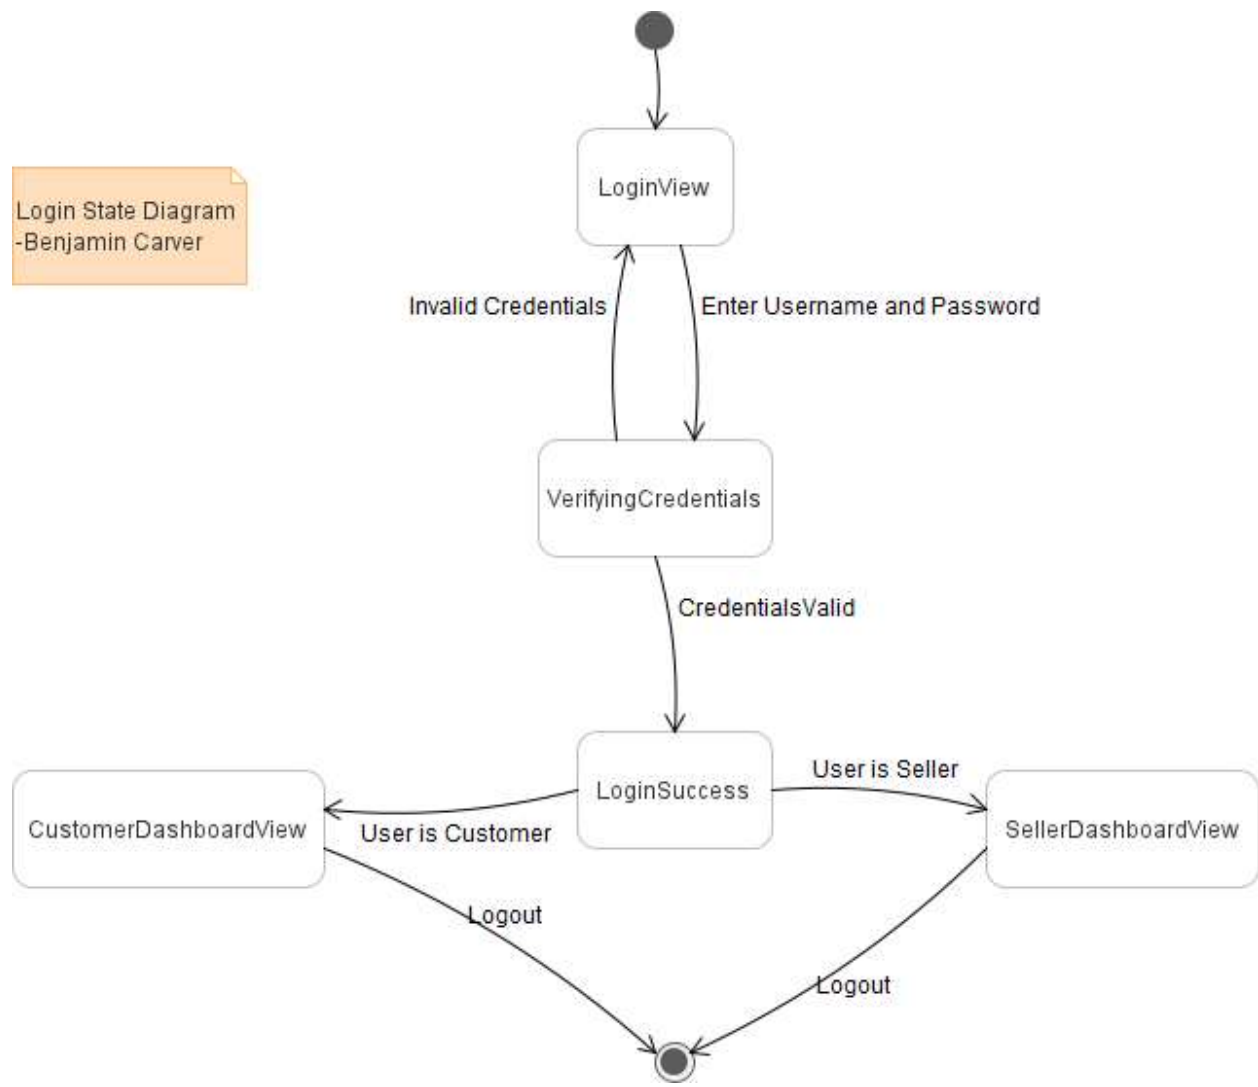 LoginView
Login State Diagram
-Benjamin Carver
Invalid Credentials
Enter Username and Password
VerifyingCredentials
CredentialsValid
User is Seller
LoginSuccess
CustomerDashboardView
User is Customer
SellerDashboardView
Logout
Logout